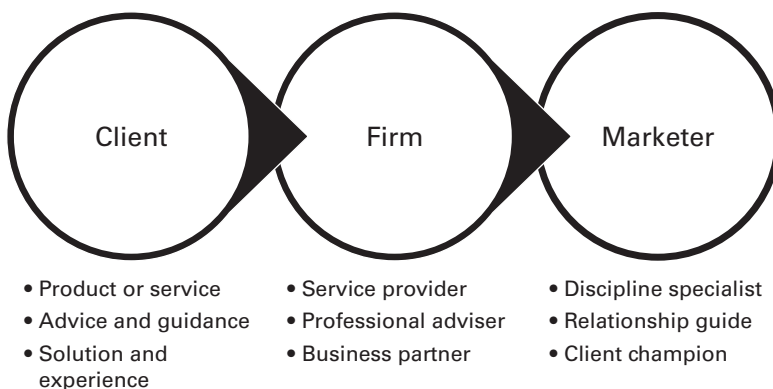 Client
Firm
Marketer
• Product or service
• Advice and guidance
• Solution and
experience
• Service provider
• Professional adviser
• Business partner
• Discipline specialist
• Relationship guide
• Client champion